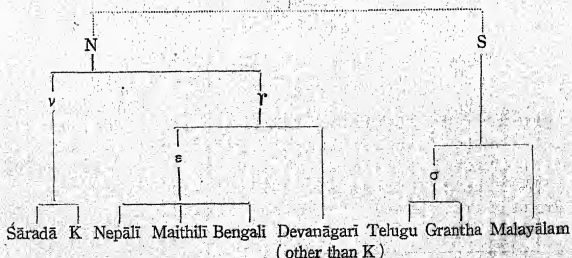 N S
ν γ
ε σ
Śāradā K Nepālī Maithilī Bengali Devanāgarī Telugu Grantha Malayālam
(other than K)